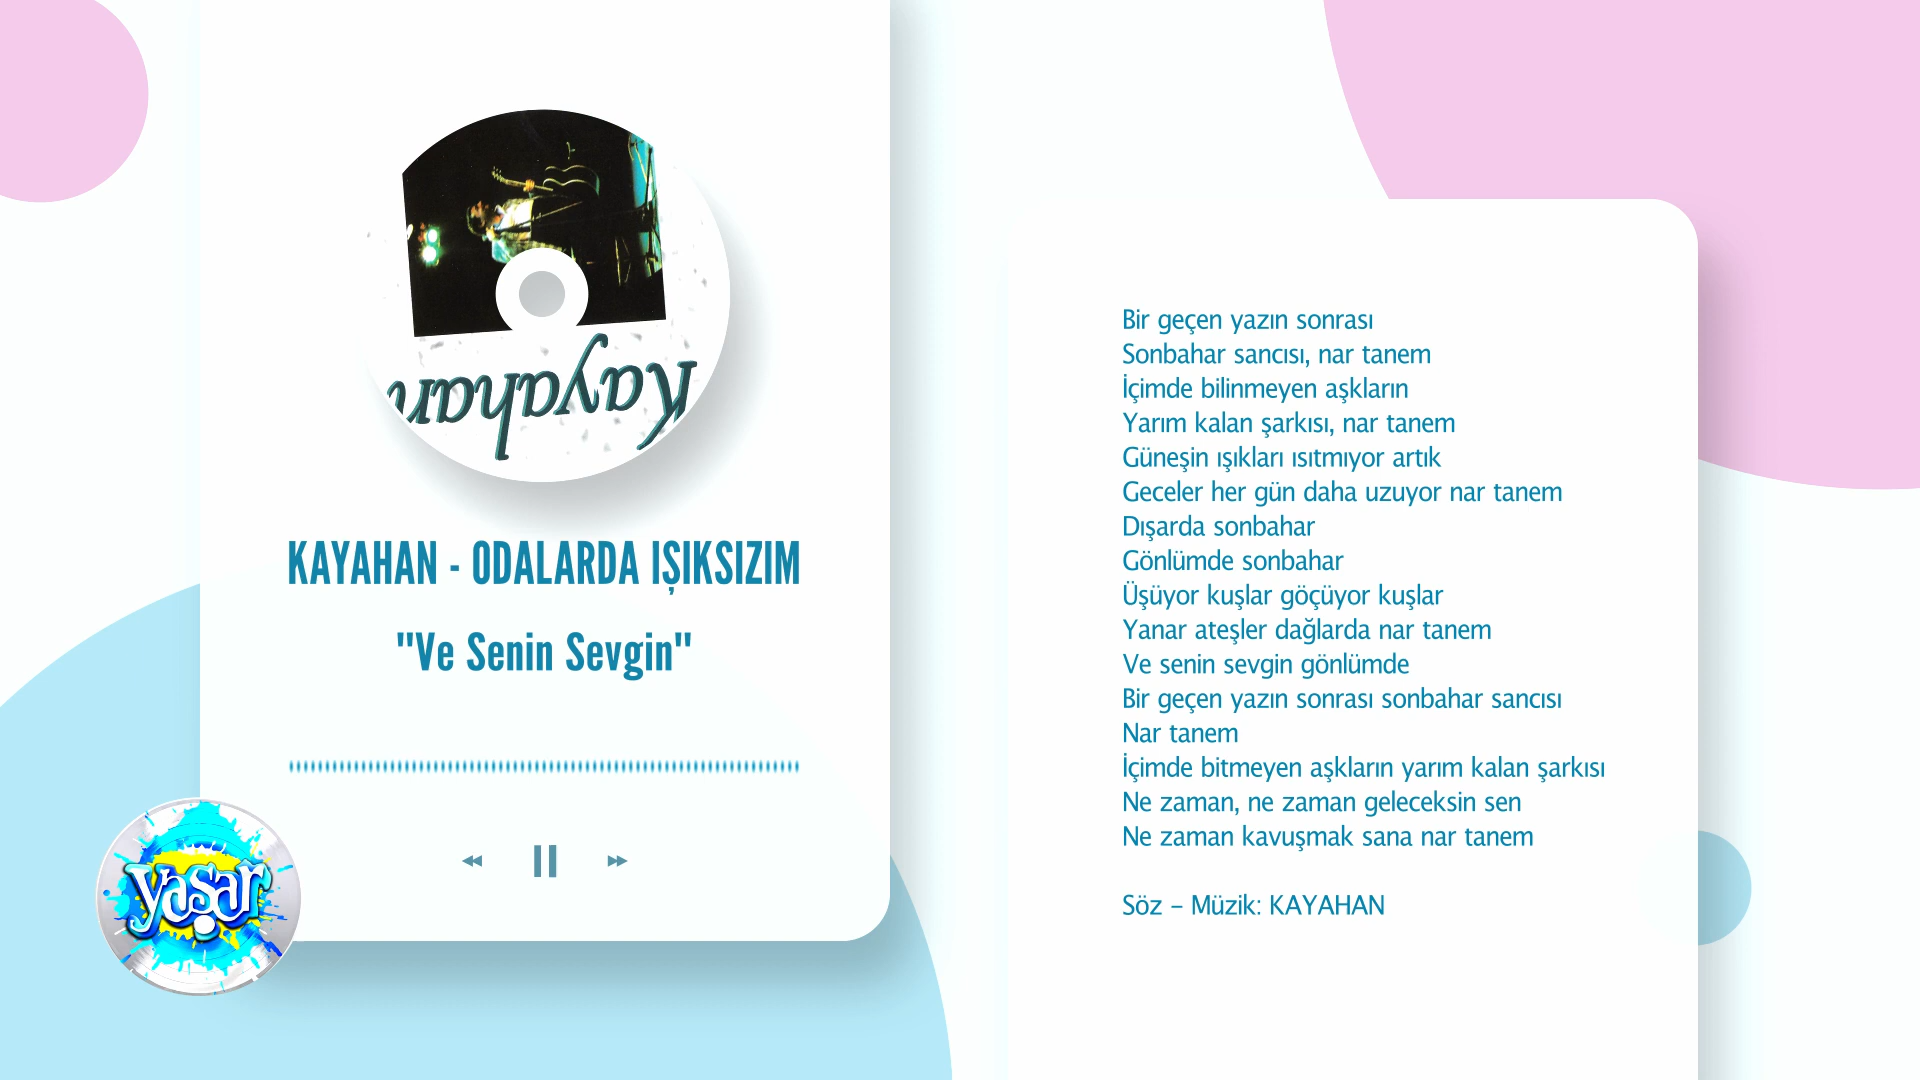 Kayahan
KAYAHAN - ODALARDA IŞIKSIZIM
"Ve Senin Sevgin"
yaşar
Bir geçen yazın sonrası
Sonbahar sancısı, nar tanem
İçimde bilinmeyen aşkların
Yarım kalan şarkısı, nar tanem
Güneşin ışıkları ısıtmıyor artık
Geceler her gün daha uzuyor nar tanem
Dışarda sonbahar
Gönlümde sonbahar
Üşüyor kuşlar göçüyor kuşlar
Yanar ateşler dağlarda nar tanem
Ve senin sevgin gönlümde
Bir geçen yazın sonrası sonbahar sancısı
Nar tanem
İçimde bitmeyen aşkların yarım kalan şarkısı
Ne zaman, ne zaman geleceksin sen
Ne zaman kavuşmak sana nar tanem
Söz – Müzik: KAYAHAN